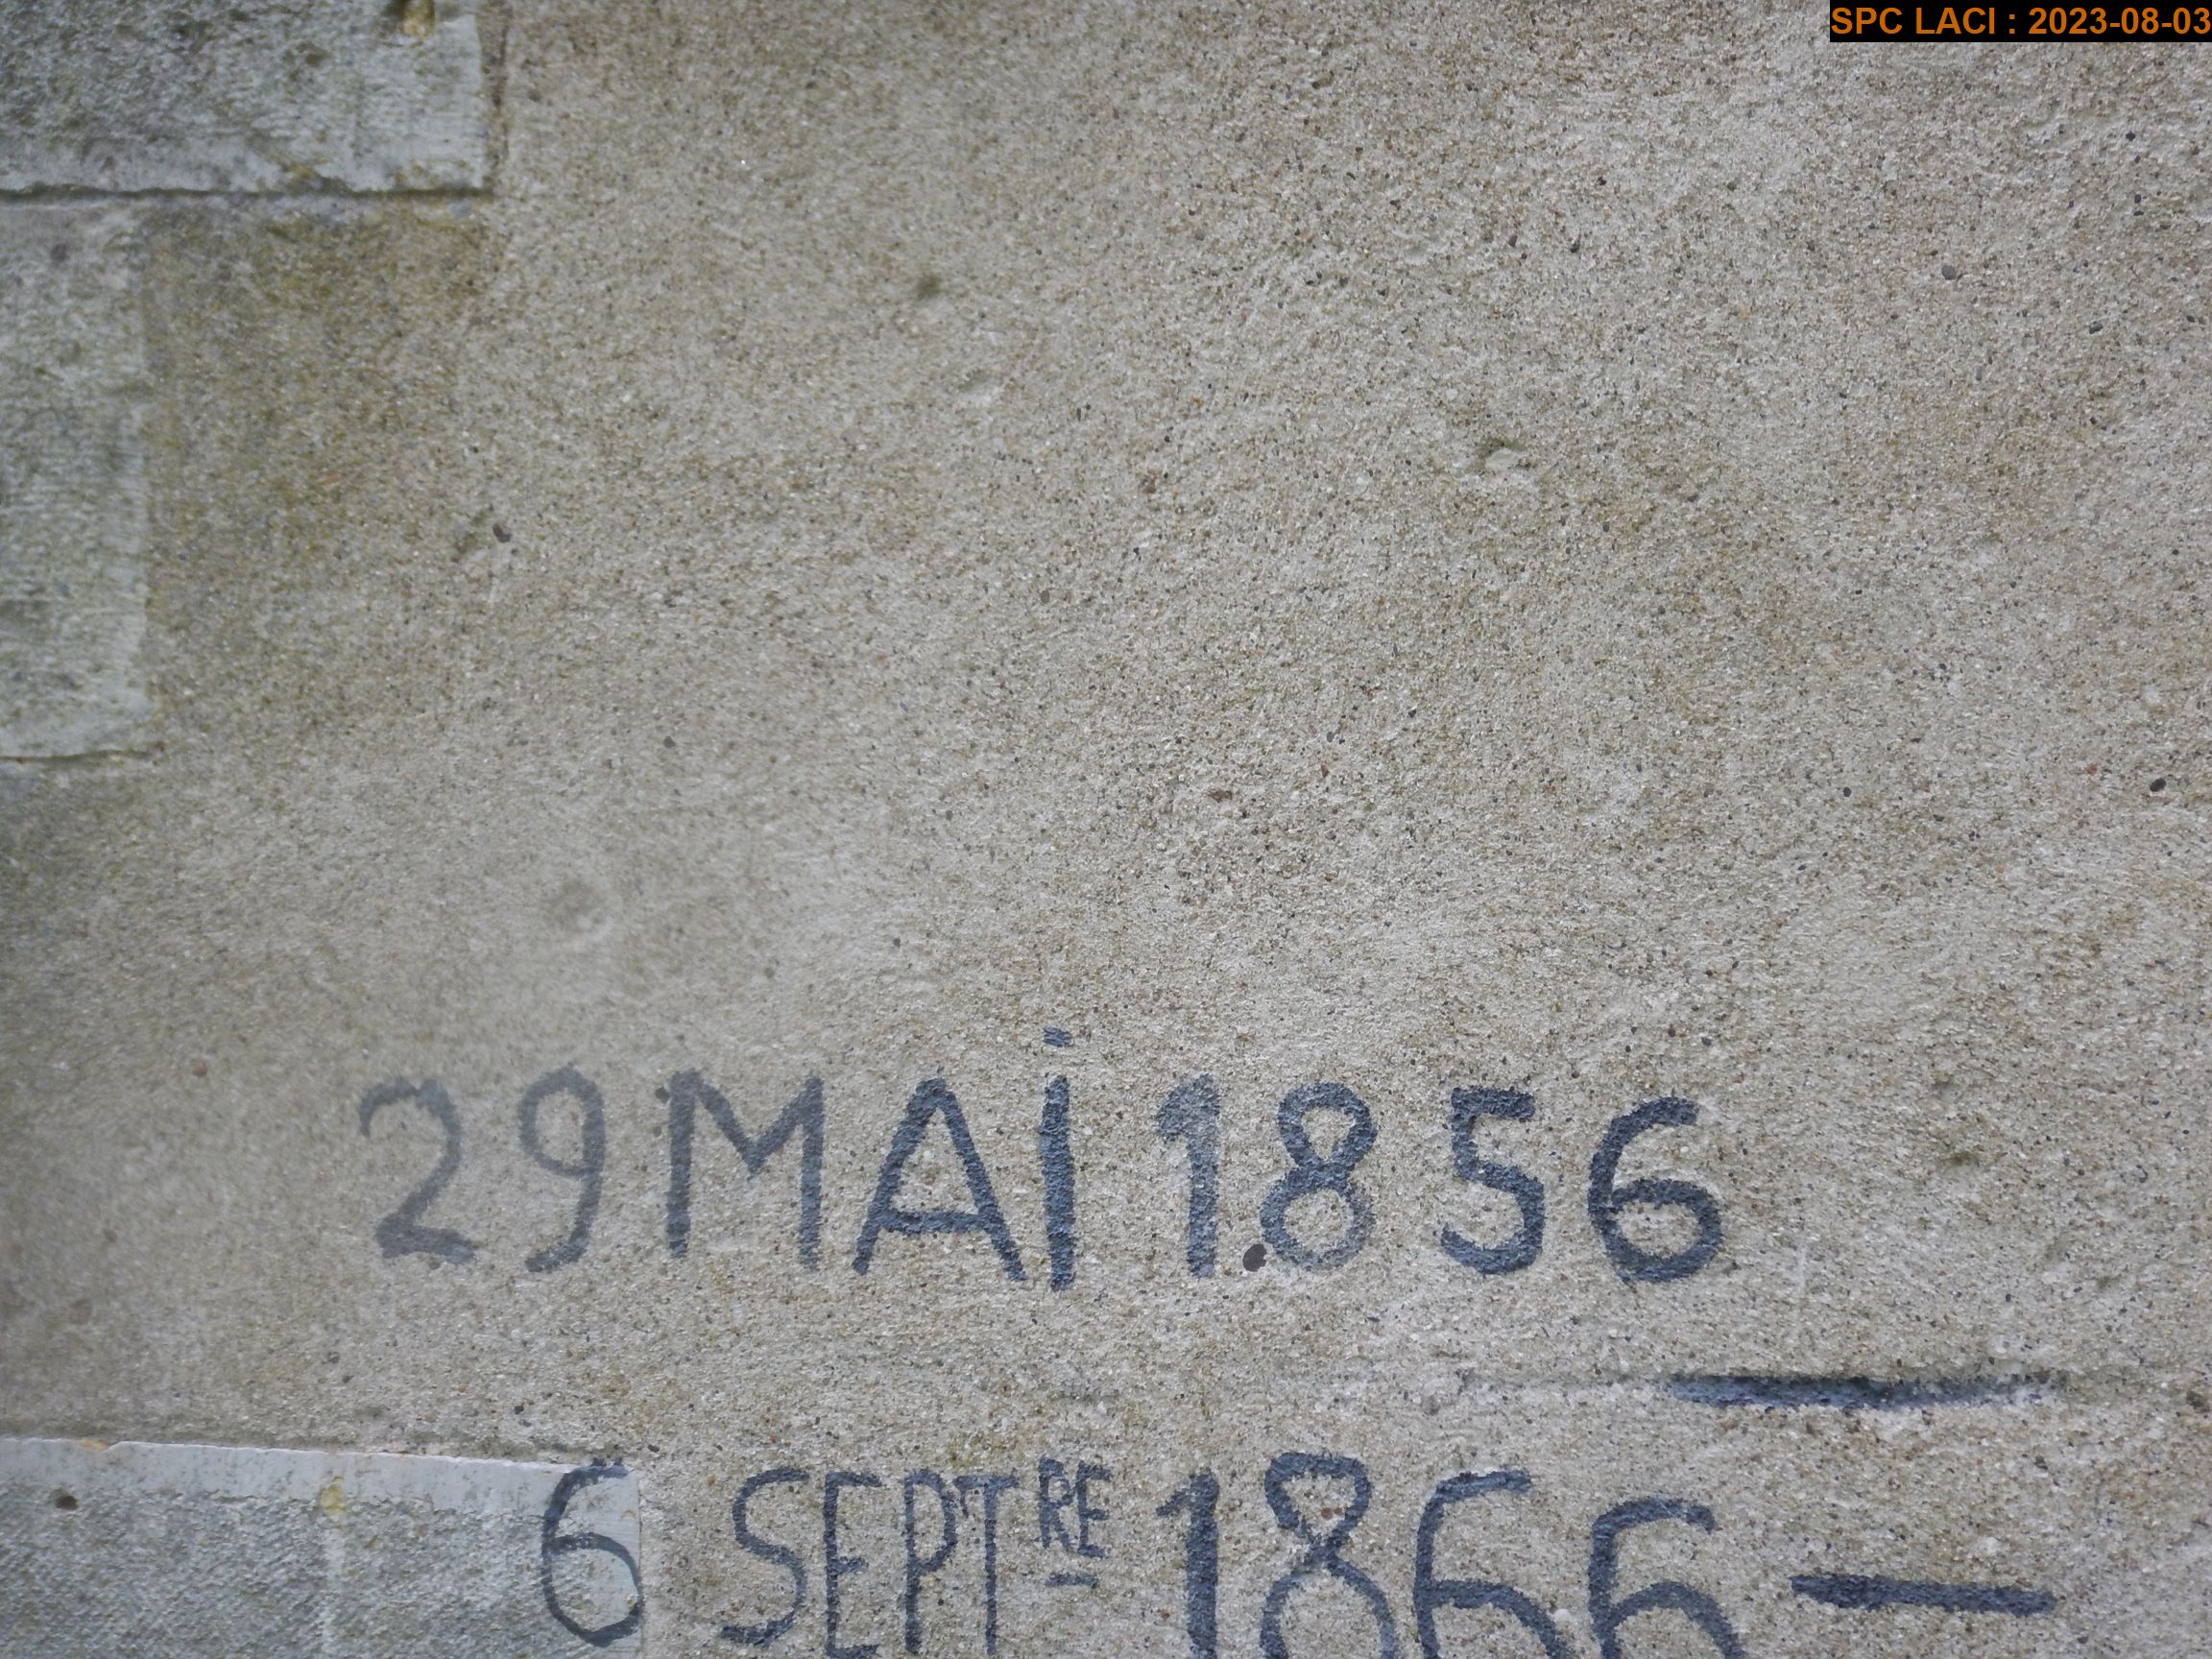 SPC LACI : 2023-08-03
29 MAi 1856
6 SEPTRE 1866